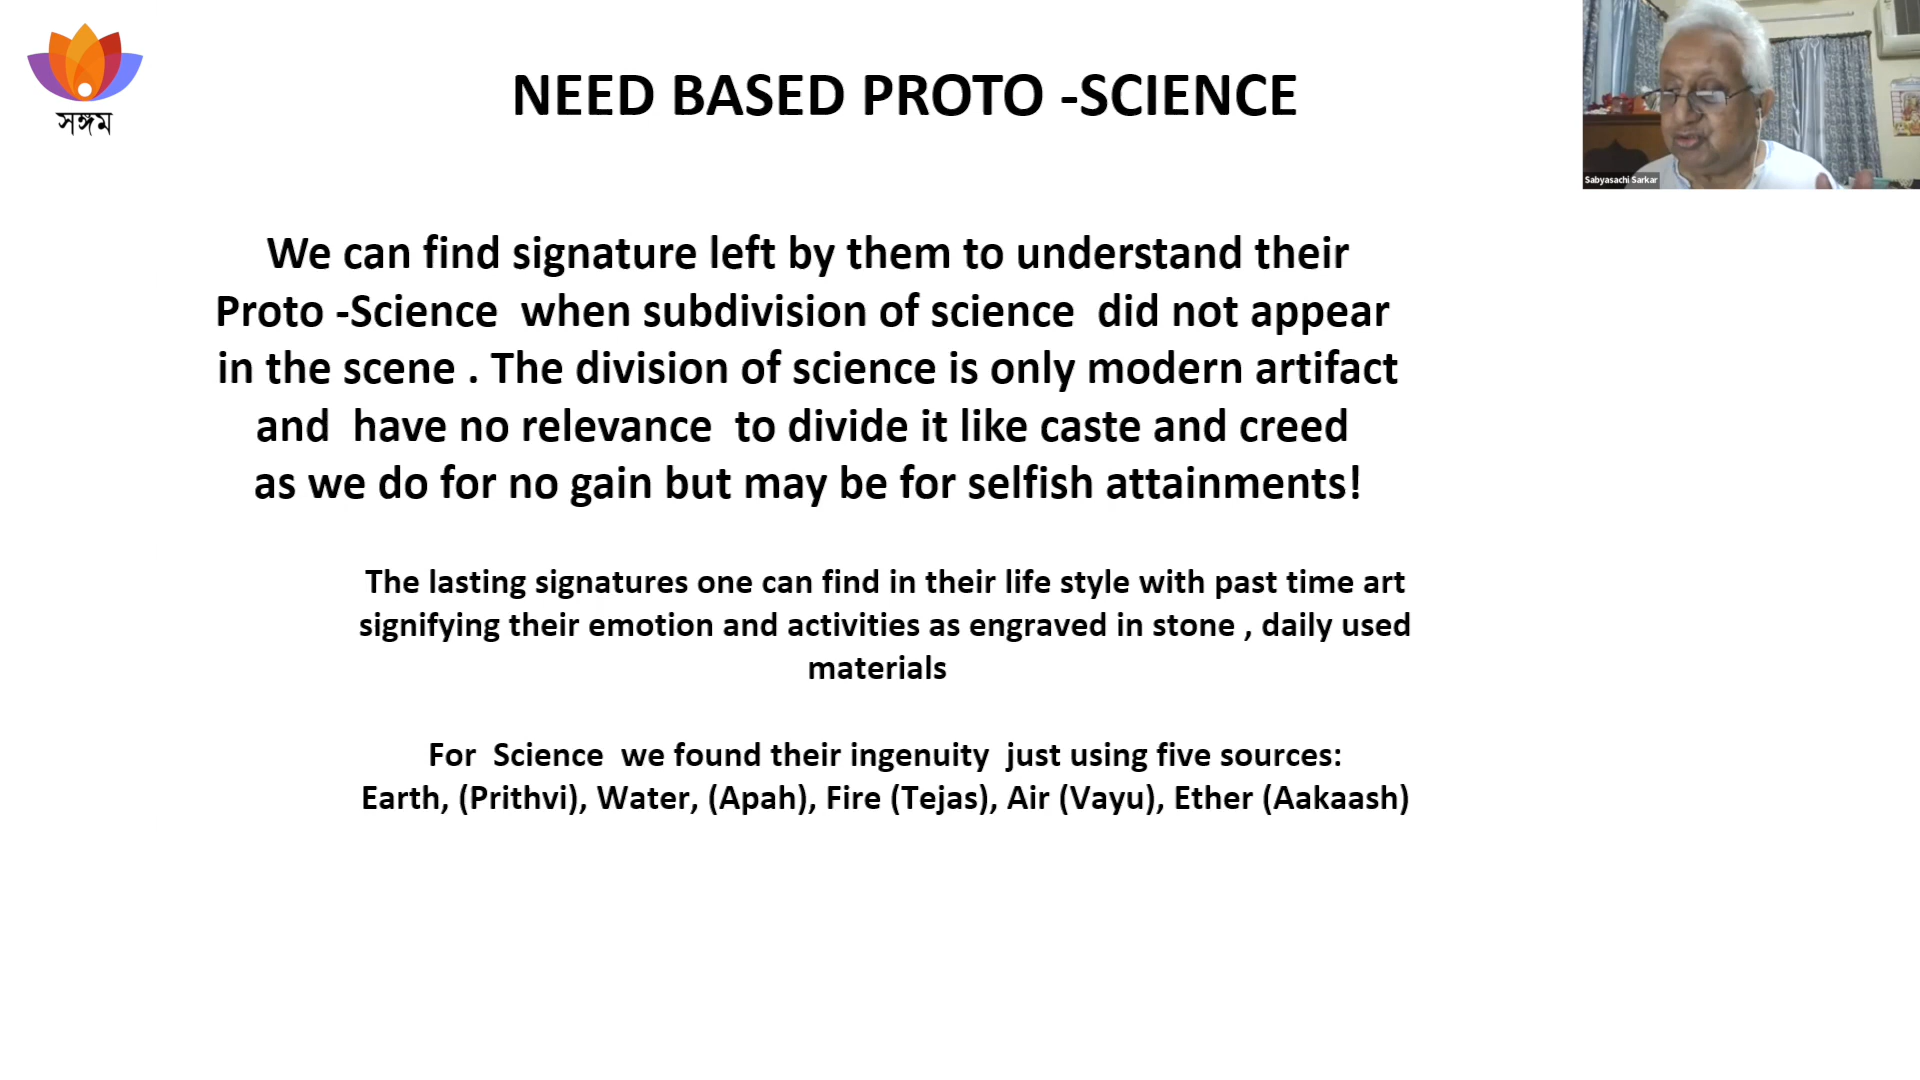 সঙ্গম
NEED BASED PROTO -SCIENCE
Sabyasachi Sarkar
We can find signature left by them to understand their
Proto -Science when subdivision of science did not appear
in the scene . The division of science is only modern artifact
and have no relevance to divide it like caste and creed
as we do for no gain but may be for selfish attainments!
The lasting signatures one can find in their life style with past time art
signifying their emotion and activities as engraved in stone , daily used
materials
For Science we found their ingenuity just using five sources:
Earth, (Prithvi), Water, (Apah), Fire (Tejas), Air (Vayu), Ether (Aakaash)